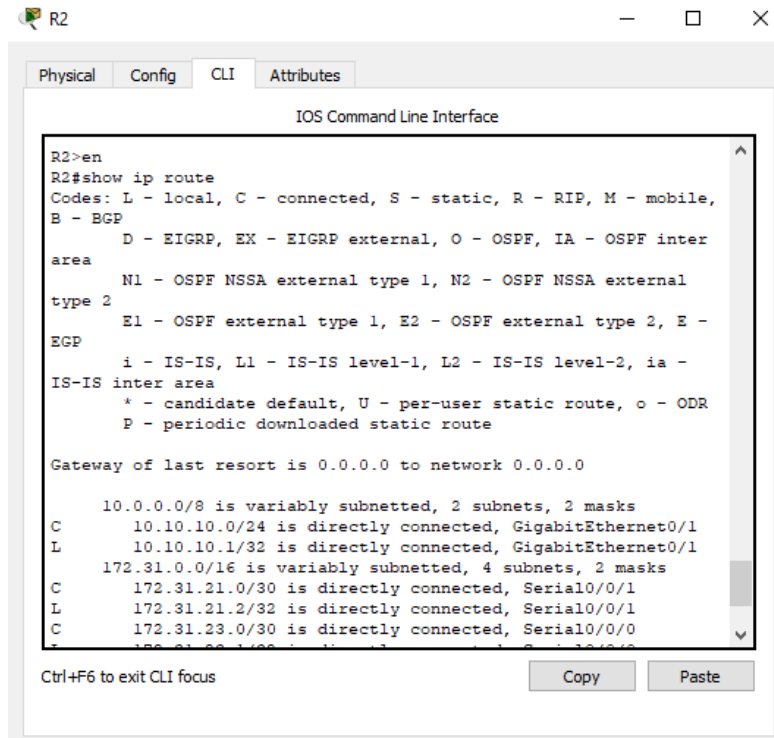 R2
Physical Config CLI Attributes
IOS Command Line Interface
R2>en
R2#show ip route
Codes: L - local, C - connected, S - static, R - RIP, M - mobile,
B - BGP
D - EIGRP, EX - EIGRP external, O - OSPF, IA - OSPF inter
area
N1 - OSPF NSSA external type 1, N2 - OSPF NSSA external
type 2
E1 - OSPF external type 1, E2 - OSPF external type 2, E -
EGP
i - IS-IS, L1 - IS-IS level-1, L2 - IS-IS level-2, ia -
IS-IS inter area
* - candidate default, U - per-user static route, o - ODR
P - periodic downloaded static route
Gateway of last resort is 0.0.0.0 to network 0.0.0.0
10.0.0.0/8 is variably subnetted, 2 subnets, 2 masks
C 10.10.10.0/24 is directly connected, GigabitEthernet0/1
L 10.10.10.1/32 is directly connected, GigabitEthernet0/1
172.31.0.0/16 is variably subnetted, 4 subnets, 2 masks
C 172.31.21.0/30 is directly connected, Serial0/0/1
L 172.31.21.2/32 is directly connected, Serial0/0/1
C 172.31.23.0/30 is directly connected, Serial0/0/0
Ctrl+F6 to exit CLI focus
Copy Paste